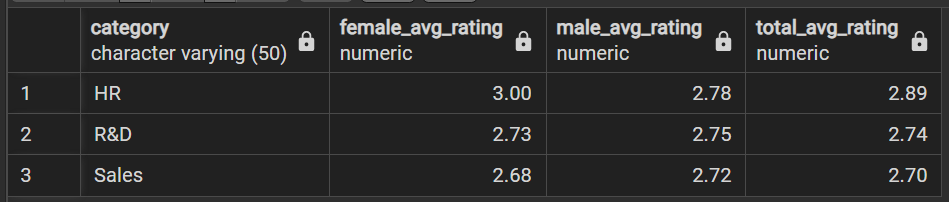 category female_avg_rating male_avg_rating total_avg_rating
character varying (50) numeric numeric numeric
1 HR 3.00 2.78 2.89
2 R&D 2.73 2.75 2.74
3 Sales 2.68 2.72 2.70